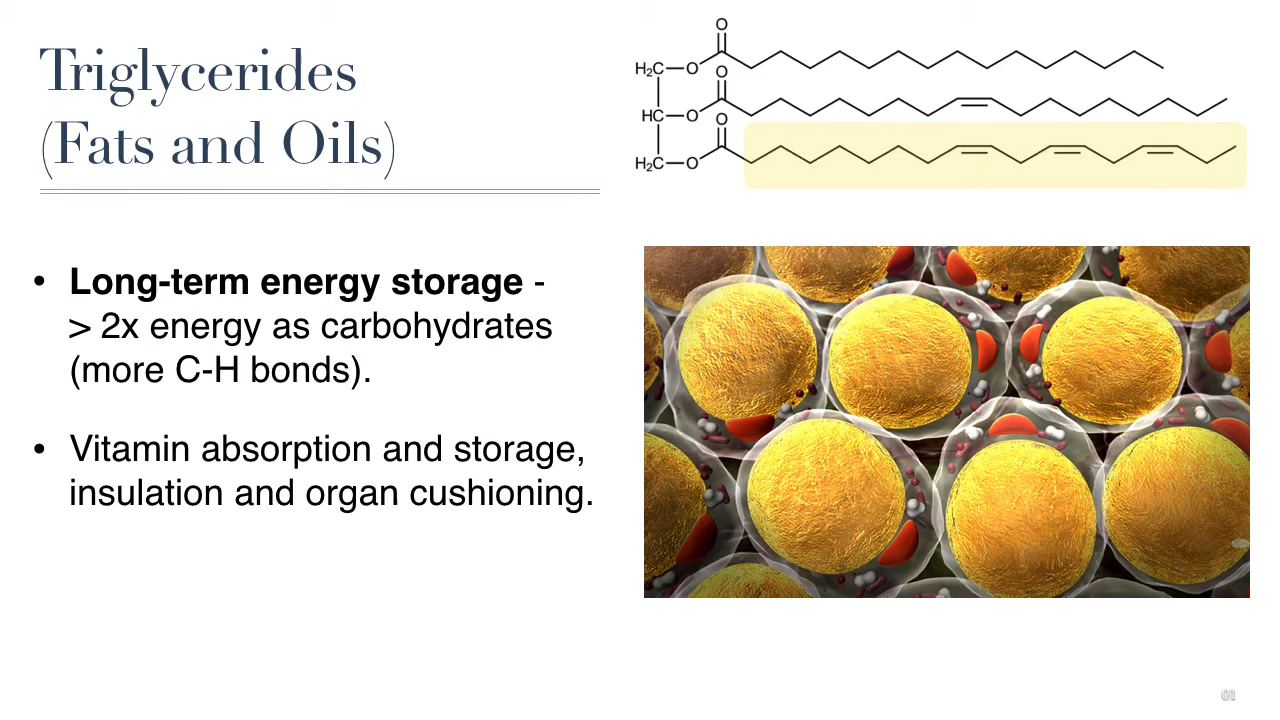 Triglycerides
(Fats and Oils)
• Long-term energy storage -
> 2x energy as carbohydrates
(more C-H bonds).
• Vitamin absorption and storage,
insulation and organ cushioning.
O
H₂C—O
O
HC—O
O
H₂C—O
01